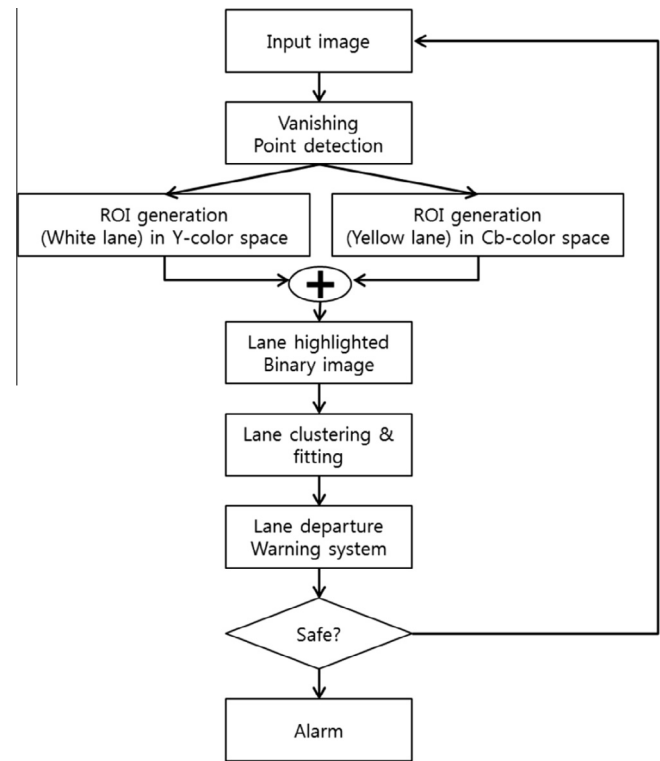 Input image
Vanishing
Point detection
ROI generation
(White lane) in Y-color space
ROI generation
(Yellow lane) in Cb-color space
+
Lane highlighted
Binary image
Lane clustering &
fitting
Lane departure
Warning system
Safe?
Alarm